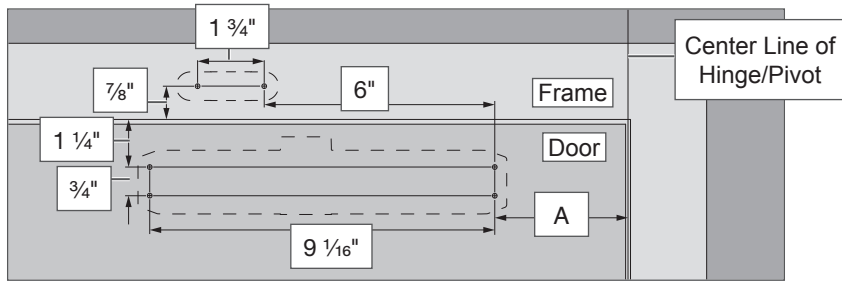 1 ¾"
Center Line of
Hinge/Pivot
⅞"
6"
Frame
1 ¼"
Door
¾"
A
9 ¹⁄₁₆"